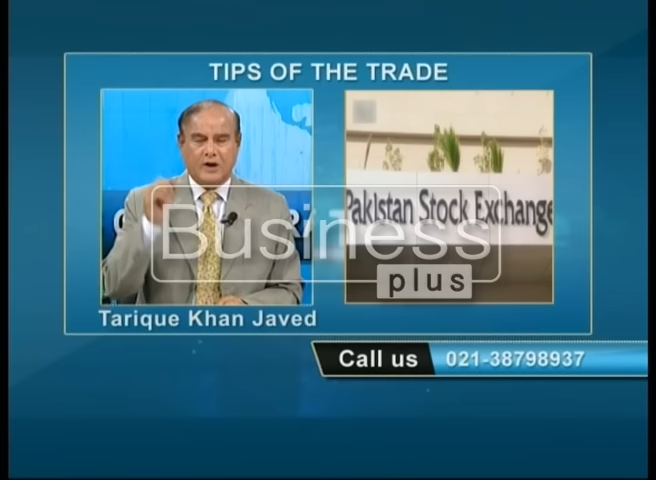 TIPS OF THE TRADE
Pakistan Stock Exchange
Business
plus
Tarique Khan Javed
Call us 021-38798937